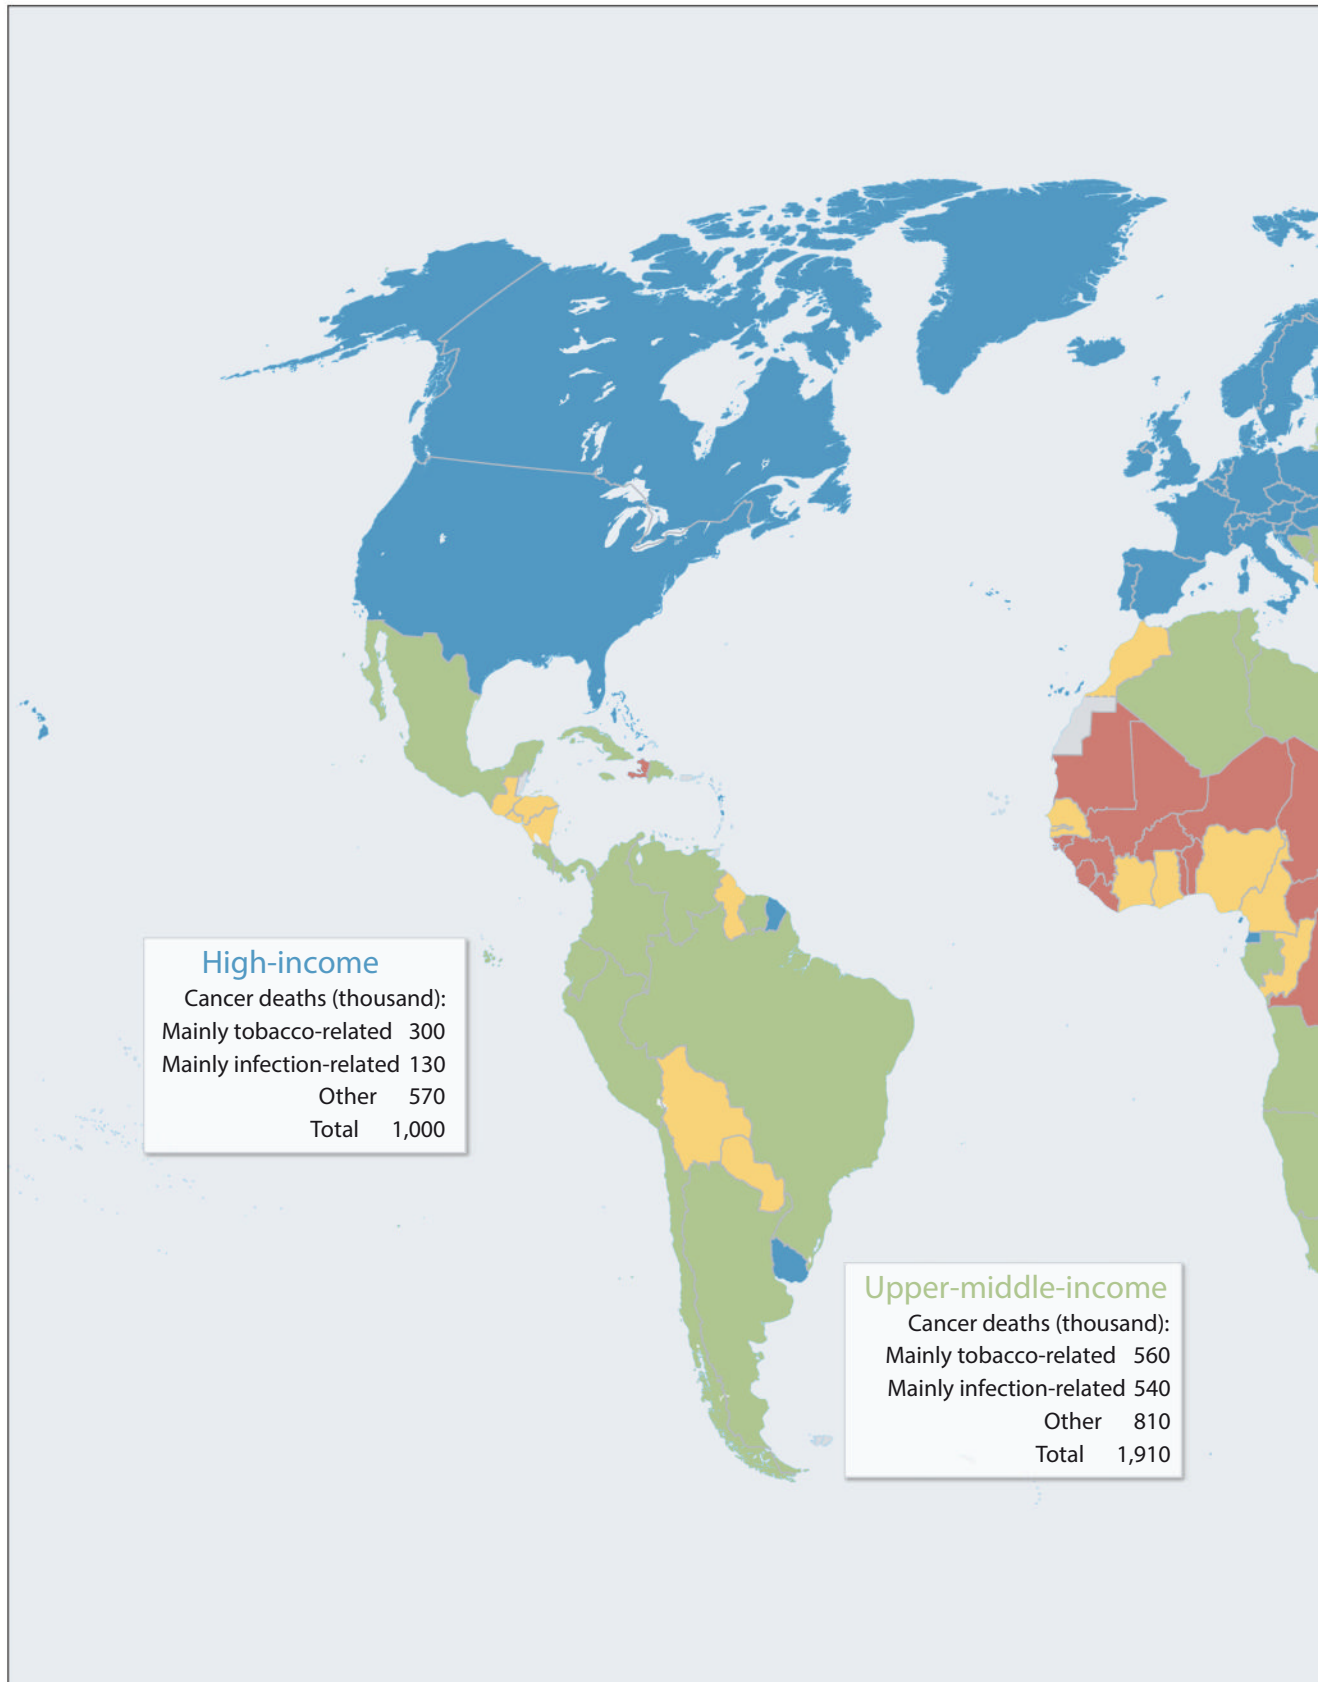 High-income
Cancer deaths (thousand):
Mainly tobacco-related 300
Mainly infection-related 130
Other 570
Total 1,000
Upper-middle-income
Cancer deaths (thousand):
Mainly tobacco-related 560
Mainly infection-related 540
Other 810
Total 1,910